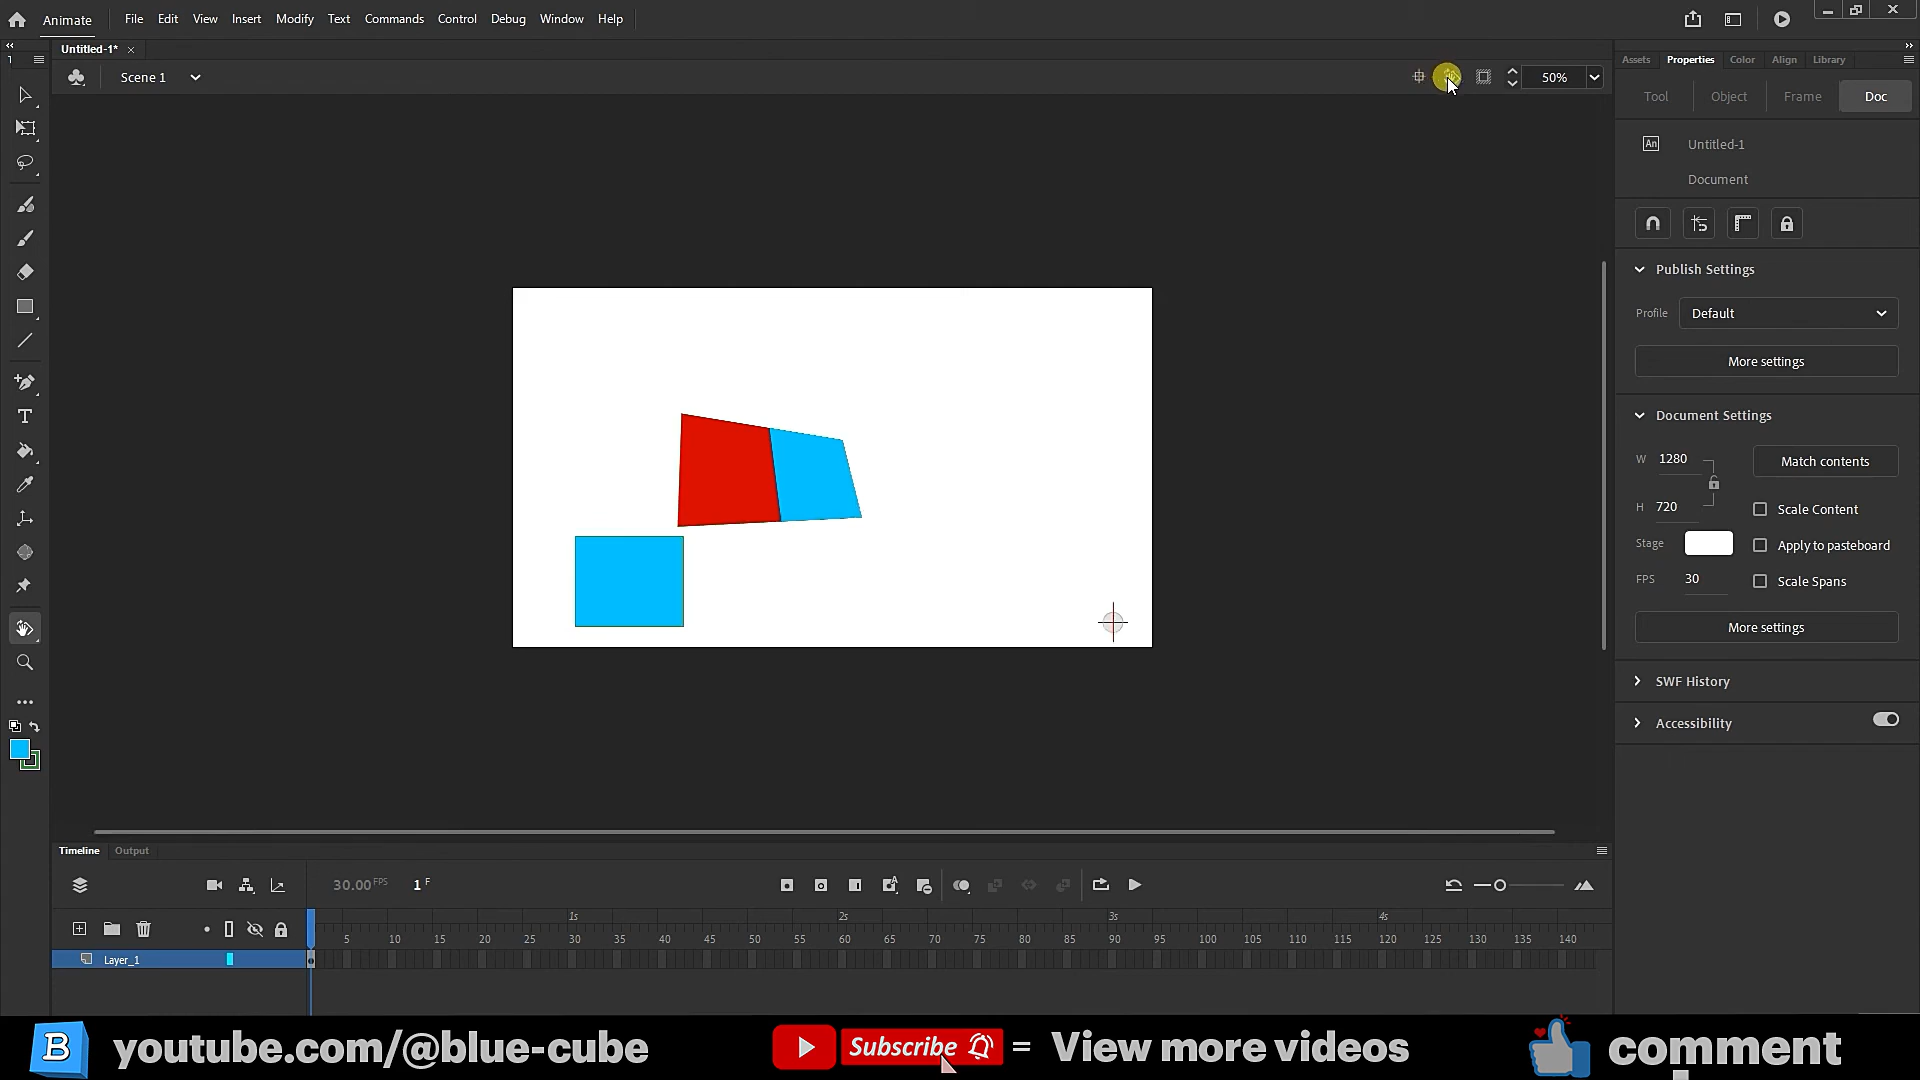 Animate File Edit View Insert Modify Text Commands Control Debug Window Help
Untitled-1*
Assets Properties Color Align Library
Scene 1
50%
Tool Object Frame Doc
An Untitled-1
Document
Publish Settings
Profile Default
More settings
Document Settings
W 1280 Match contents
H 720 Scale Content
Stage Apply to pasteboard
FPS 30 Scale Spans
More settings
SWF History
Accessibility
Timeline Output
30.00 FPS 1 F
1s 2s 3s 4s
5 10 15 20 25 30 35 40 45 50 55 60 65 70 75 80 85 90 95 100 105 110 115 120 125 130 135 140
Layer_1
B youtube.com/@blue-cube Subscribe = View more videos comment